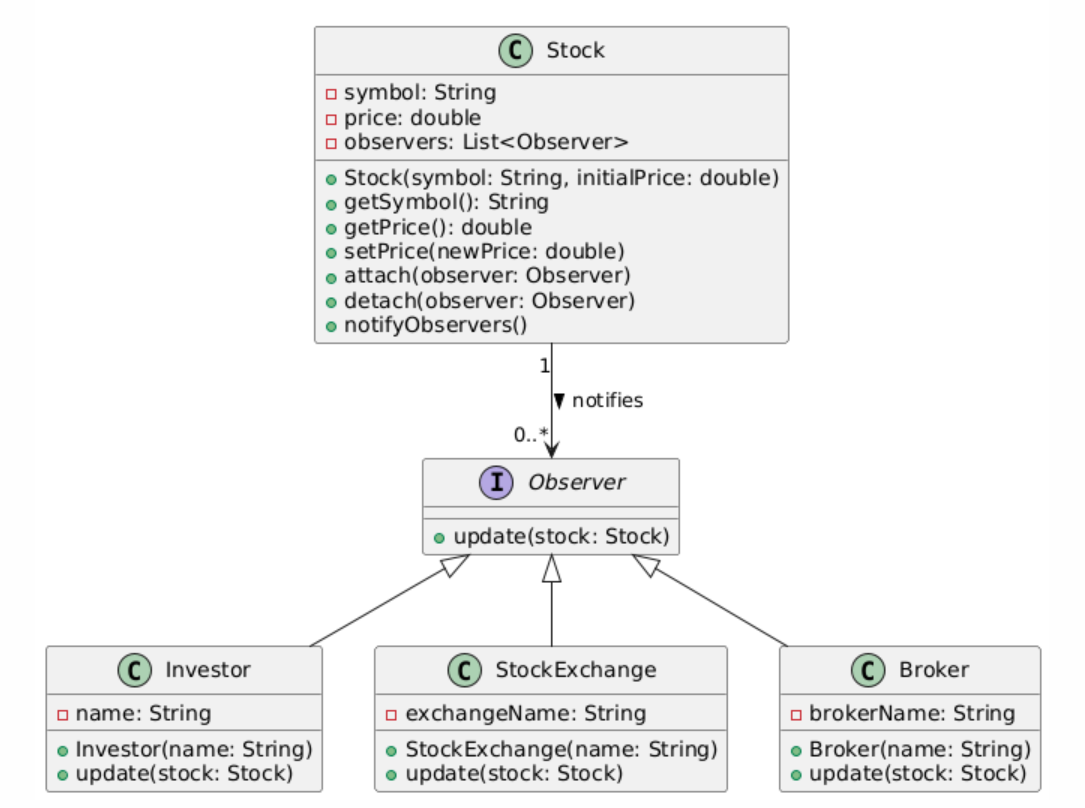 C Stock
symbol: String
price: double
observers: List<Observer>
Stock(symbol: String, initialPrice: double)
getSymbol(): String
getPrice(): double
setPrice(newPrice: double)
attach(observer: Observer)
detach(observer: Observer)
notifyObservers()
1
notifies
0..*
I Observer
update(stock: Stock)
C Investor
name: String
Investor(name: String)
update(stock: Stock)
C StockExchange
exchangeName: String
StockExchange(name: String)
update(stock: Stock)
C Broker
brokerName: String
Broker(name: String)
update(stock: Stock)